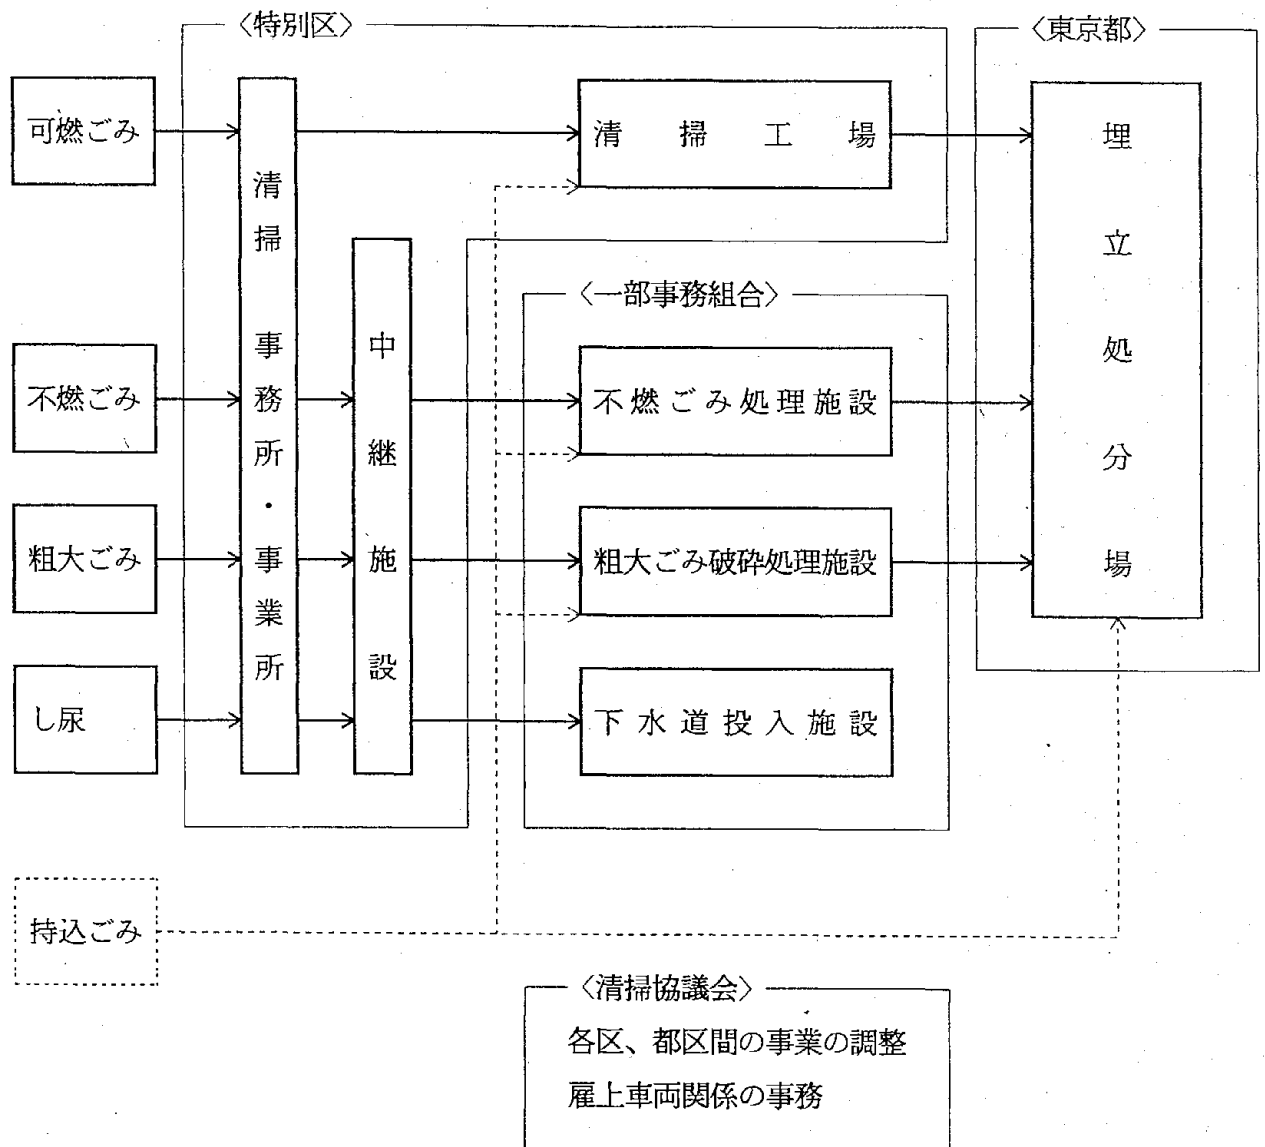 〈特別区〉
〈東京都〉
可燃ごみ
清掃事務所・事業所
清掃工場
埋立処分場
中継施設
〈一部事務組合〉
不燃ごみ
不燃ごみ処理施設
粗大ごみ
粗大ごみ破砕処理施設
し尿
下水道投入施設
持込ごみ
〈清掃協議会〉
各区、都区間の事業の調整
雇上車両関係の事務